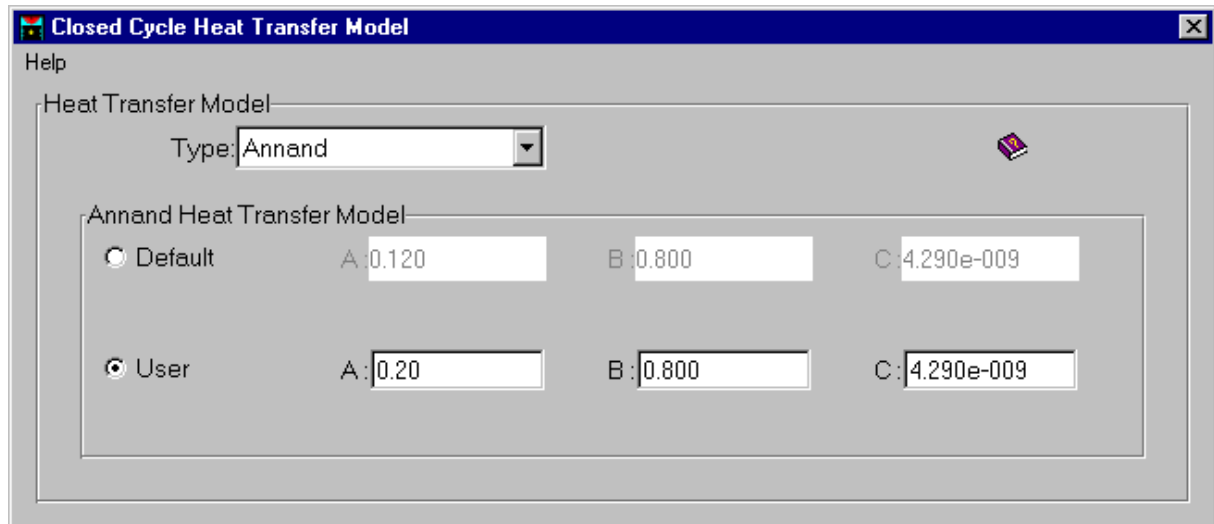 Closed Cycle Heat Transfer Model
Help
Heat Transfer Model
Type: Annand
Annand Heat Transfer Model
Default A :0.120 B :0.800 C :4.290e-009
User A : 0.20 B : 0.800 C : 4.290e-009